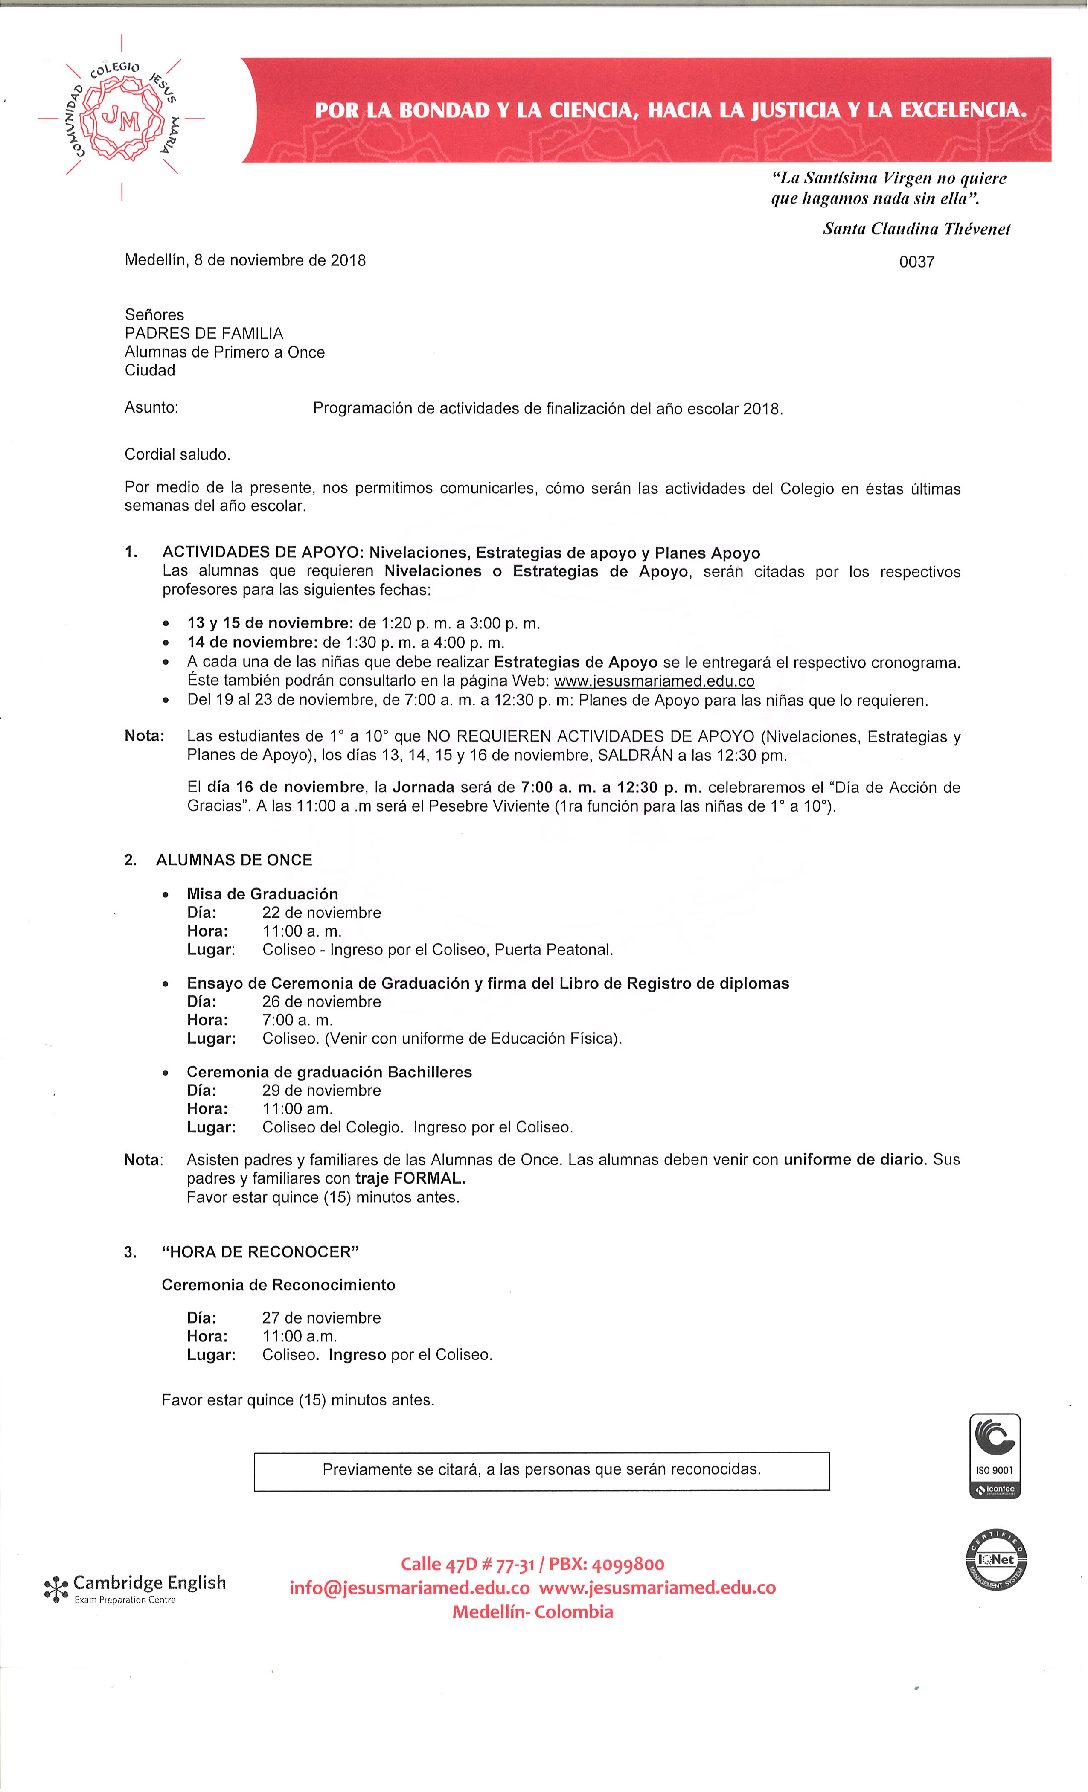 COMUNIDAD COLEGIO JESUS MARIA
JM
POR LA BONDAD Y LA CIENCIA, HACIA LA JUSTICIA Y LA EXCELENCIA.
“La Santísima Virgen no quiere
que hagamos nada sin ella”.
Santa Claudina Thévenet
Medellín, 8 de noviembre de 2018 0037
Señores
PADRES DE FAMILIA
Alumnas de Primero a Once
Ciudad
Asunto: Programación de actividades de finalización del año escolar 2018.
Cordial saludo.
Por medio de la presente, nos permitimos comunicarles, cómo serán las actividades del Colegio en éstas últimas
semanas del año escolar.
1. ACTIVIDADES DE APOYO: Nivelaciones, Estrategias de apoyo y Planes Apoyo
Las alumnas que requieren Nivelaciones o Estrategias de Apoyo, serán citadas por los respectivos
profesores para las siguientes fechas:
• 13 y 15 de noviembre: de 1:20 p. m. a 3:00 p. m.
• 14 de noviembre: de 1:30 p. m. a 4:00 p. m.
• A cada una de las niñas que debe realizar Estrategias de Apoyo se le entregará el respectivo cronograma.
Éste también podrán consultarlo en la página Web: www.jesusmariamed.edu.co
• Del 19 al 23 de noviembre, de 7:00 a. m. a 12:30 p. m: Planes de Apoyo para las niñas que lo requieren.
Nota: Las estudiantes de 1° a 10° que NO REQUIEREN ACTIVIDADES DE APOYO (Nivelaciones, Estrategias y
Planes de Apoyo), los días 13, 14, 15 y 16 de noviembre, SALDRÁN a las 12:30 pm.
El día 16 de noviembre, la Jornada será de 7:00 a. m. a 12:30 p. m. celebraremos el “Día de Acción de
Gracias”. A las 11:00 a .m será el Pesebre Viviente (1ra función para las niñas de 1° a 10°).
2. ALUMNAS DE ONCE
• Misa de Graduación
Día: 22 de noviembre
Hora: 11:00 a. m.
Lugar: Coliseo - Ingreso por el Coliseo, Puerta Peatonal.
• Ensayo de Ceremonia de Graduación y firma del Libro de Registro de diplomas
Día: 26 de noviembre
Hora: 7:00 a. m.
Lugar: Coliseo. (Venir con uniforme de Educación Física).
• Ceremonia de graduación Bachilleres
Día: 29 de noviembre
Hora: 11:00 am.
Lugar: Coliseo del Colegio. Ingreso por el Coliseo.
Nota: Asisten padres y familiares de las Alumnas de Once. Las alumnas deben venir con uniforme de diario. Sus
padres y familiares con traje FORMAL.
Favor estar quince (15) minutos antes.
3. “HORA DE RECONOCER”
Ceremonia de Reconocimiento
Día: 27 de noviembre
Hora: 11:00 a.m.
Lugar: Coliseo. Ingreso por el Coliseo.
Favor estar quince (15) minutos antes.
Previamente se citará, a las personas que serán reconocidas.
ISO 9001
icontec
CERTIFIED
IQNet
MANAGEMENT SYSTEM
Cambridge English
Exam Preparation Centre
Calle 47D # 77-31 / PBX: 4099800
info@jesusmariamed.edu.co www.jesusmariamed.edu.co
Medellín- Colombia